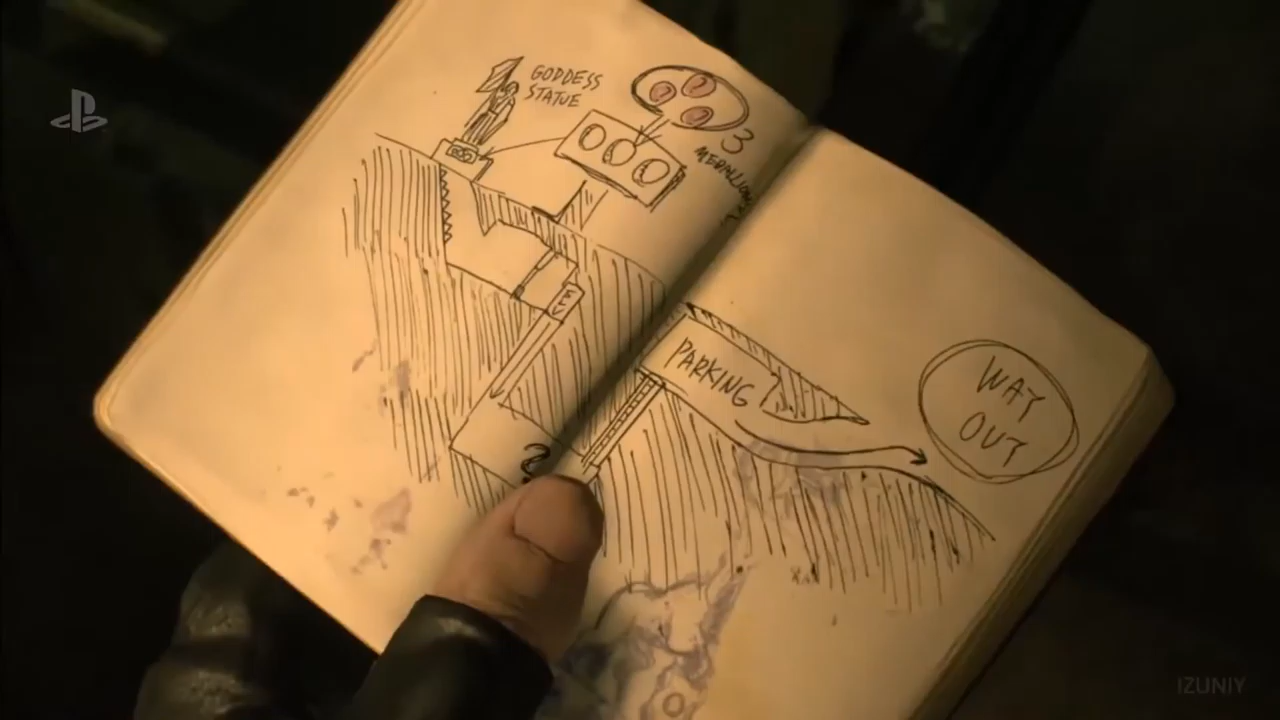 GODDESS
STATUE
3
MEDALLIONS
PARKING
?
WAY
OUT
IZUNIY